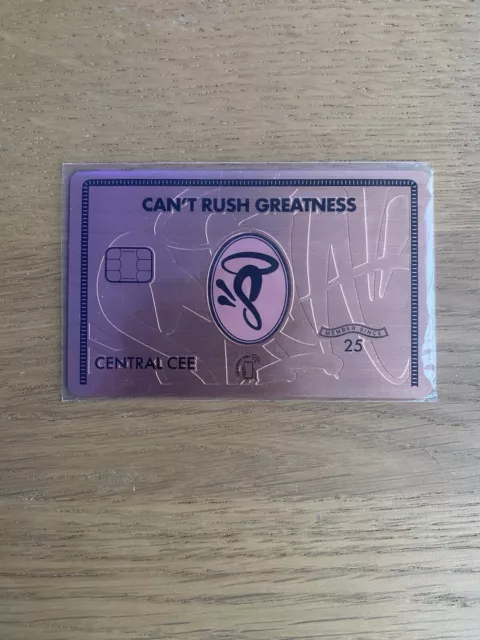 CAN'T RUSH GREATNESS
MEMBER SINCE
25
CENTRAL CEE